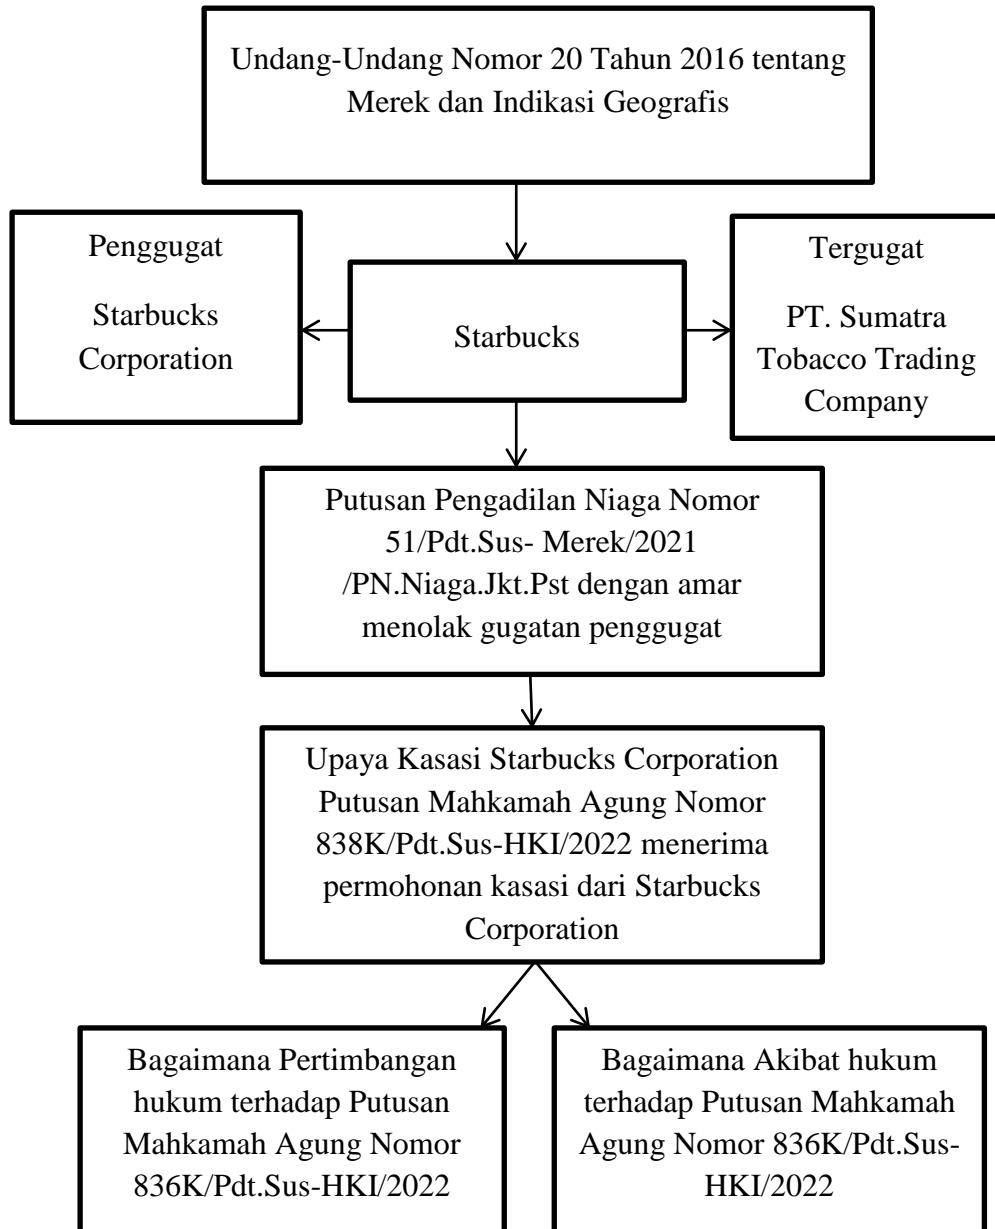 Undang-Undang Nomor 20 Tahun 2016 tentang
Merek dan Indikasi Geografis
Penggugat
Starbucks
Corporation
Starbucks
Tergugat
PT. Sumatra
Tobacco Trading
Company
Putusan Pengadilan Niaga Nomor
51/Pdt.Sus- Merek/2021
/PN.Niaga.Jkt.Pst dengan amar
menolak gugatan penggugat
Upaya Kasasi Starbucks Corporation
Putusan Mahkamah Agung Nomor
838K/Pdt.Sus-HKI/2022 menerima
permohonan kasasi dari Starbucks
Corporation
Bagaimana Pertimbangan
hukum terhadap Putusan
Mahkamah Agung Nomor
836K/Pdt.Sus-HKI/2022
Bagaimana Akibat hukum
terhadap Putusan Mahkamah
Agung Nomor 836K/Pdt.Sus-
HKI/2022